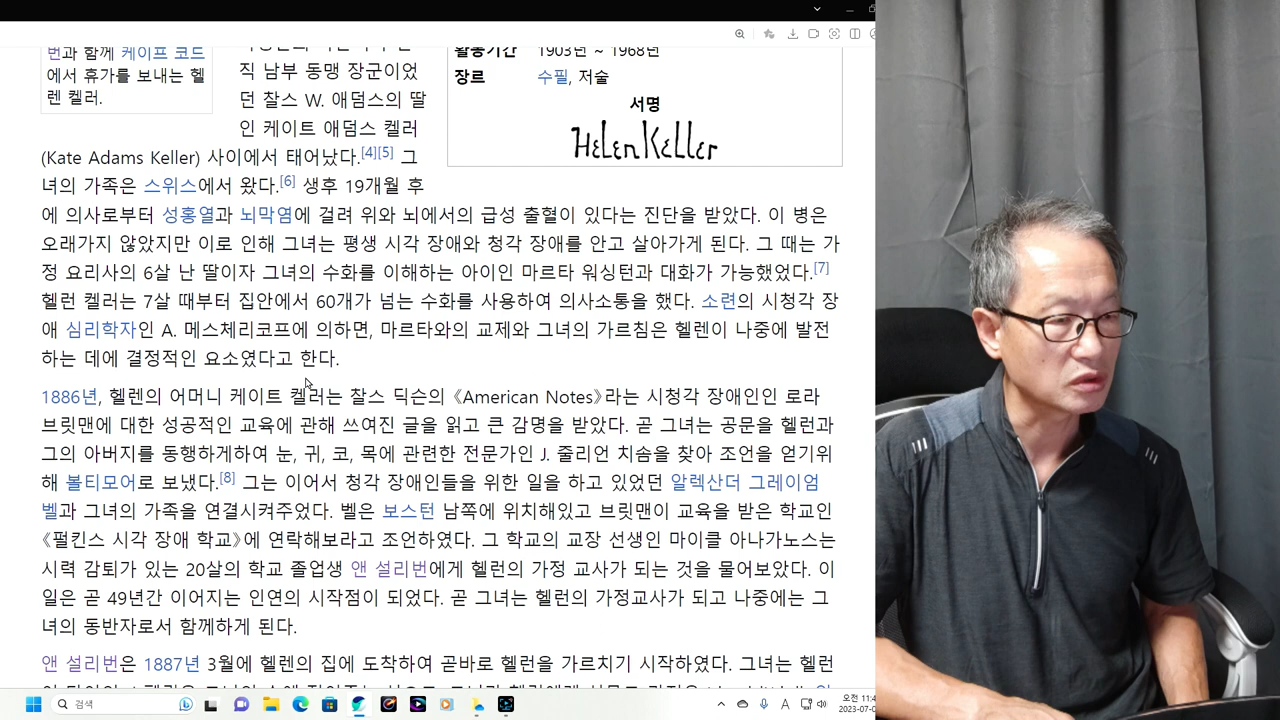 번과 함께 케이프 코드
에서 휴가를 보내는 헬
렌 켈러.
직 남부 동맹 장군이었
던 찰스 W. 애덤스의 딸
인 케이트 애덤스 켈러
(Kate Adams Keller) 사이에서 태어났다.[4][5] 그
녀의 가족은 스위스에서 왔다.[6] 생후 19개월 후
에 의사로부터 성홍열과 뇌막염에 걸려 위와 뇌에서의 급성 출혈이 있다는 진단을 받았다. 이 병은
오래가지 않았지만 이로 인해 그녀는 평생 시각 장애와 청각 장애를 안고 살아가게 된다. 그 때는 가
정 요리사의 6살 난 딸이자 그녀의 수화를 이해하는 아이인 마르타 워싱턴과 대화가 가능했었다.[7]
헬런 켈러는 7살 때부터 집안에서 60개가 넘는 수화를 사용하여 의사소통을 했다. 소련의 시청각 장
애 심리학자인 A. 메스체리코프에 의하면, 마르타와의 교제와 그녀의 가르침은 헬렌이 나중에 발전
하는 데에 결정적인 요소였다고 한다.
활동기간 1903년 ~ 1968년
장르 수필, 저술
서명
Helen Keller
1886년, 헬렌의 어머니 케이트 켈러는 찰스 딕슨의 《American Notes》라는 시청각 장애인인 로라
브릿맨에 대한 성공적인 교육에 관해 쓰여진 글을 읽고 큰 감명을 받았다. 곧 그녀는 공문을 헬런과
그의 아버지를 동행하게하여 눈, 귀, 코, 목에 관련한 전문가인 J. 줄리언 치솜을 찾아 조언을 얻기위
해 볼티모어로 보냈다.[8] 그는 이어서 청각 장애인들을 위한 일을 하고 있었던 알렉산더 그레이엄
벨과 그녀의 가족을 연결시켜주었다. 벨은 보스턴 남쪽에 위치해있고 브릿맨이 교육을 받은 학교인
《펄킨스 시각 장애 학교》에 연락해보라고 조언하였다. 그 학교의 교장 선생인 마이클 아나가노스는
시력 감퇴가 있는 20살의 학교 졸업생 앤 설리번에게 헬런의 가정 교사가 되는 것을 물어보았다. 이
일은 곧 49년간 이어지는 인연의 시작점이 되었다. 곧 그녀는 헬런의 가정교사가 되고 나중에는 그
녀의 동반자로서 함께하게 된다.
앤 설리번은 1887년 3월에 헬렌의 집에 도착하여 곧바로 헬런을 가르치기 시작하였다. 그녀는 헬런
검색
A
오전 11:4
2023-07-0